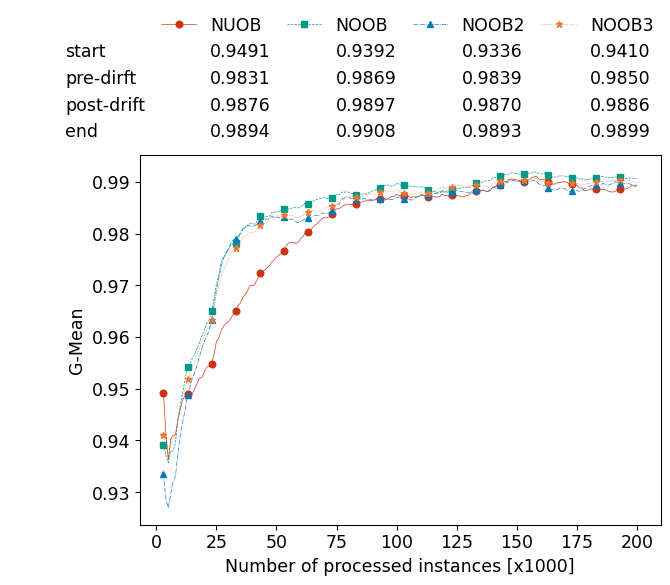 NUOB NOOB NOOB2 NOOB3
start 0.9491 0.9392 0.9336 0.9410
pre-dirft 0.9831 0.9869 0.9839 0.9850
post-drift 0.9876 0.9897 0.9870 0.9886
end 0.9894 0.9908 0.9893 0.9899
0.99
0.98
0.97
0.96
0.95
0.94
0.93
G-Mean
0 25 50 75 100 125 150 175 200
Number of processed instances [x1000]